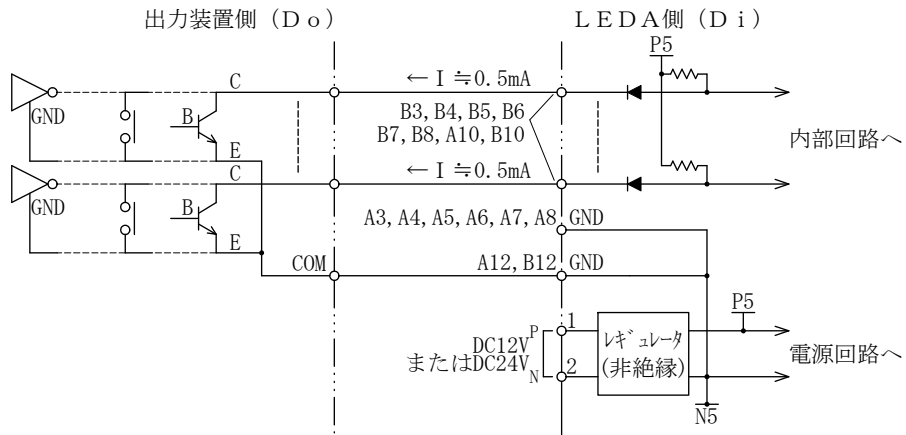 出力装置側（Ｄｏ）
ＬＥＤＡ側（Ｄｉ）
P5
C
← I ≒0.5mA
GND
B
B3, B4, B5, B6
B7, B8, A10, B10
内部回路へ
E
C
← I ≒0.5mA
GND
B
A3, A4, A5, A6, A7, A8
GND
E
COM
A12, B12
GND
P5
1
P
DC12V
またはDC24V
N
2
ﾚｷﾞｭﾚｰﾀ
(非絶縁)
電源回路へ
N5